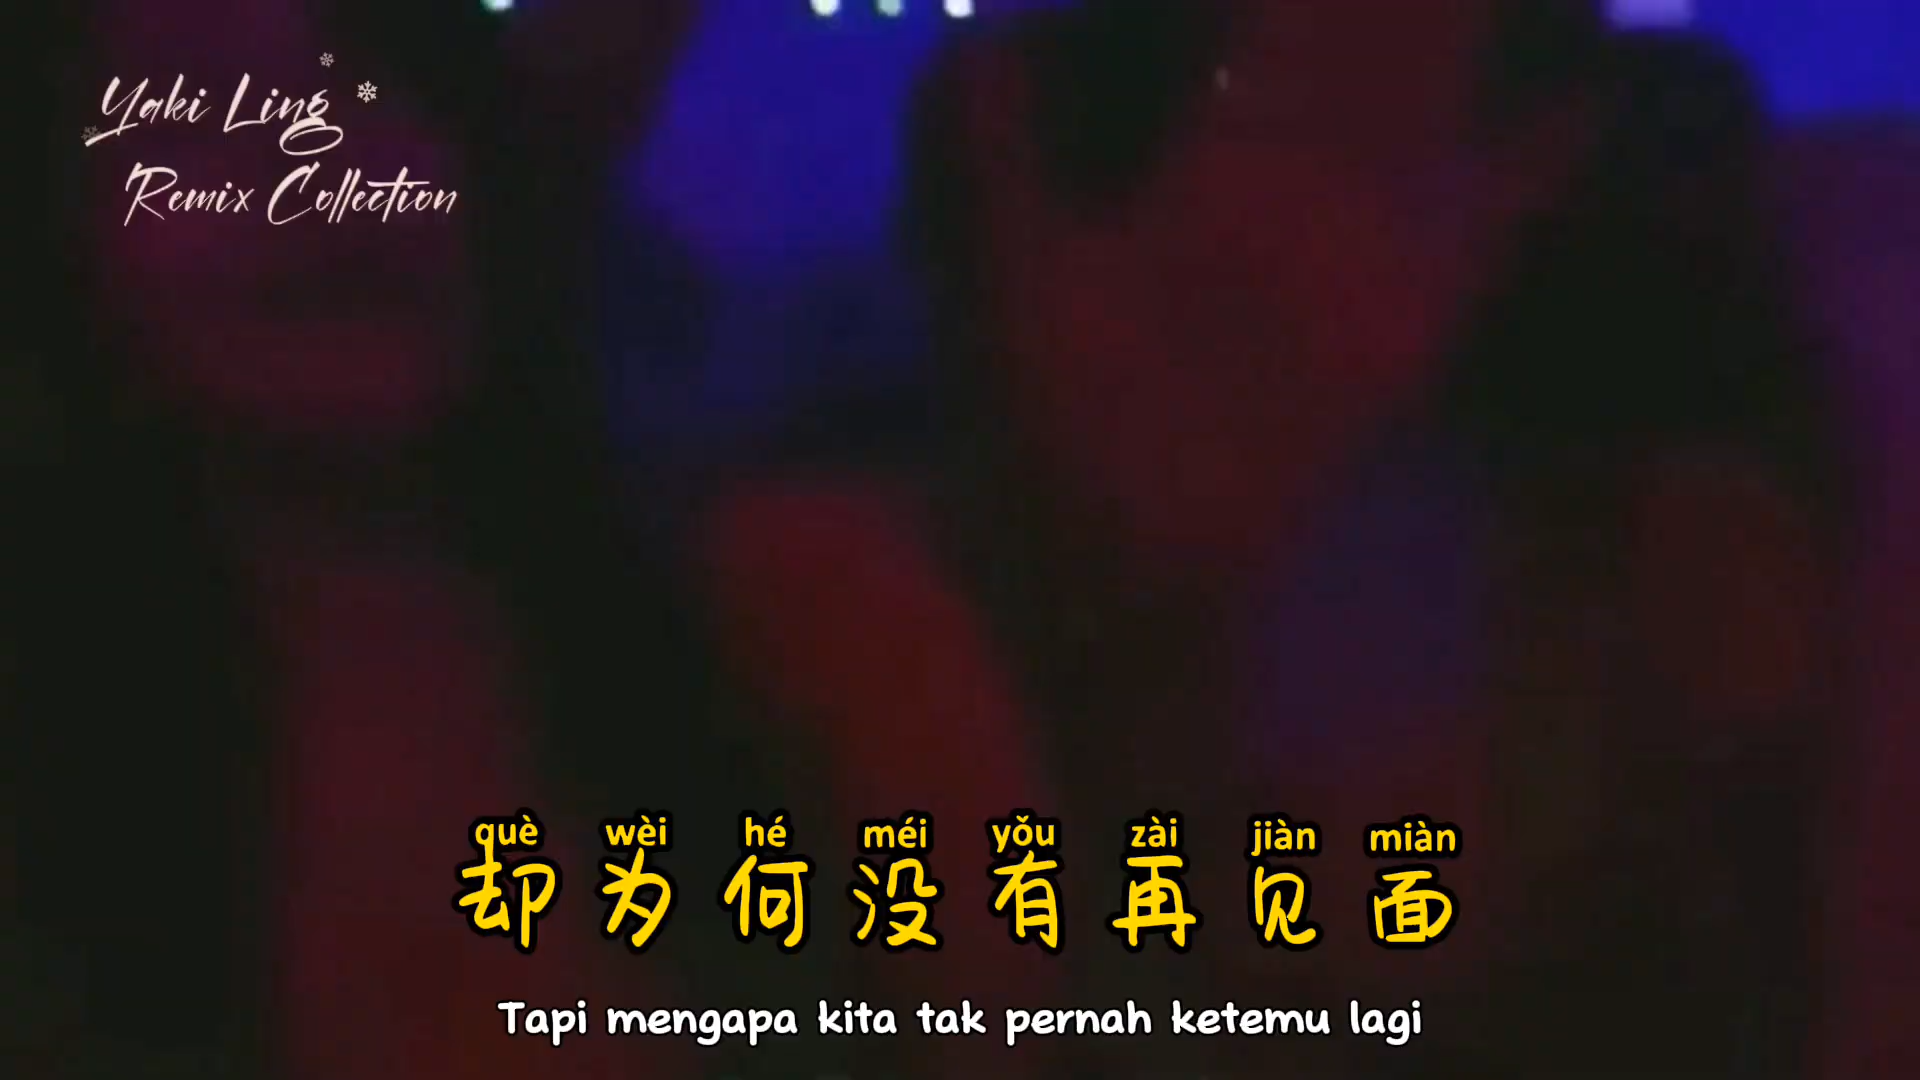 Yaki Ling
Remix Collection
què wèi hé méi yǒu zài jiàn miàn
却为何没有再见面
Tapi mengapa kita tak pernah ketemu lagi